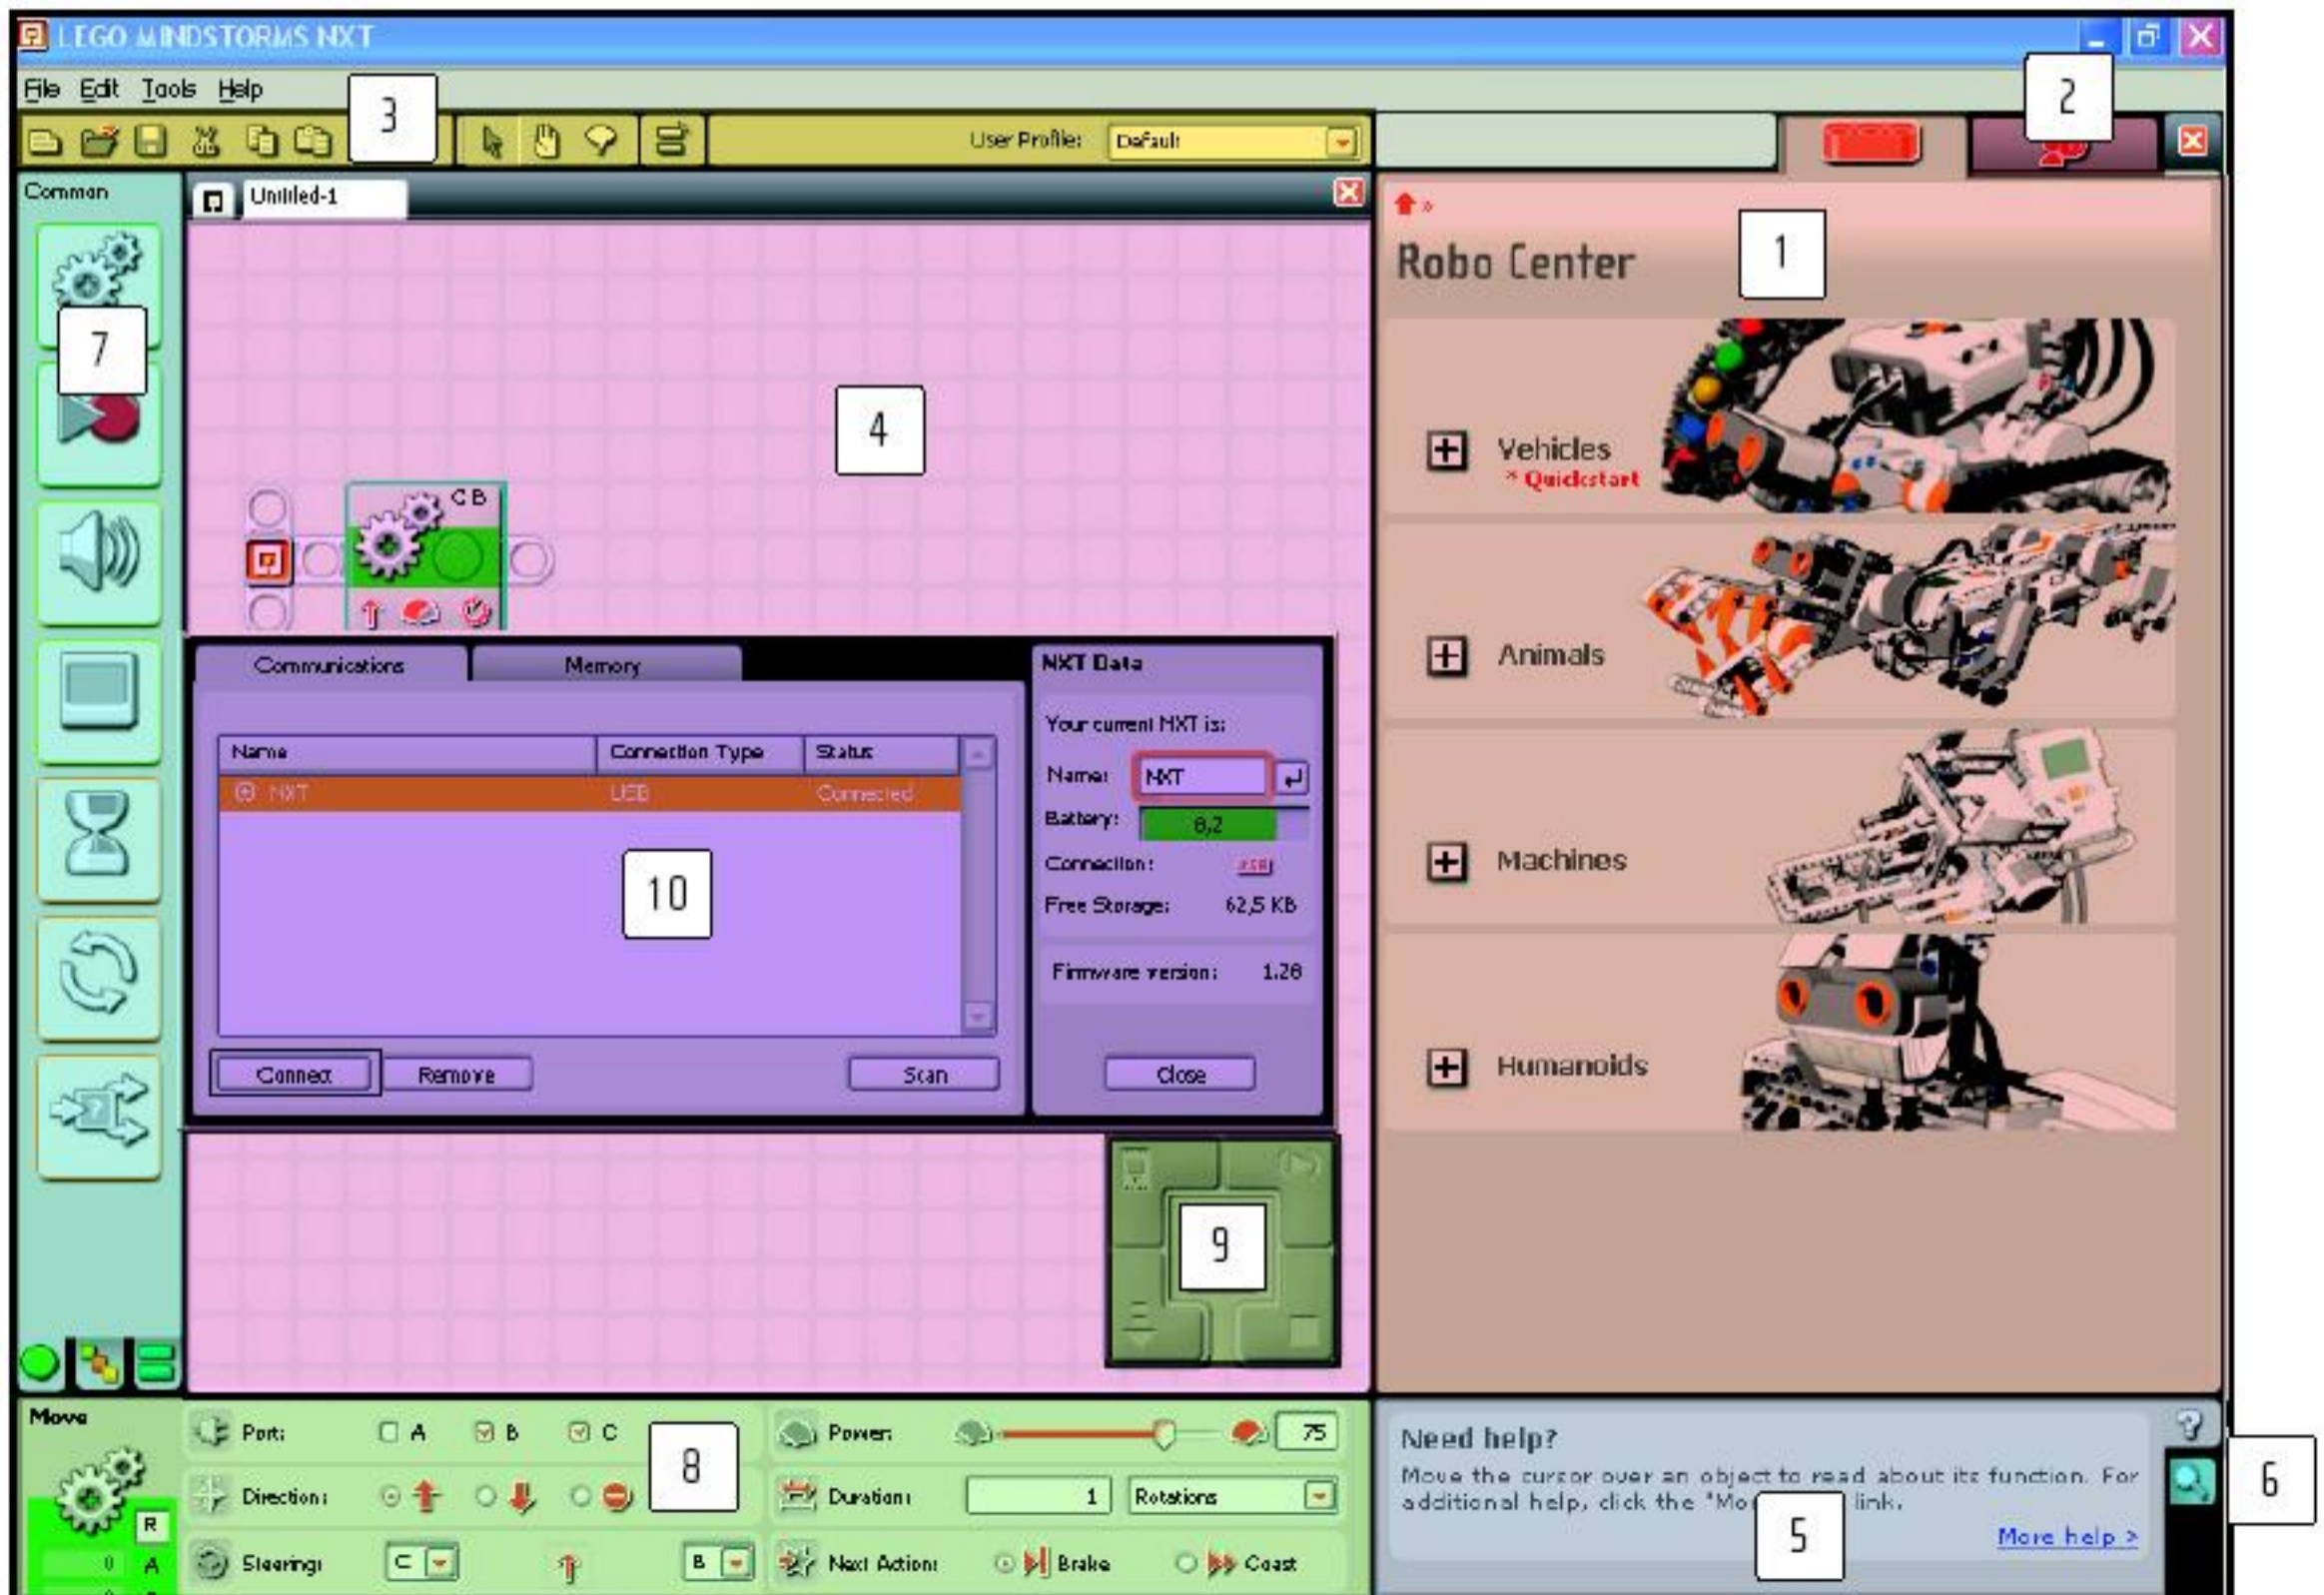 LEGO MINDSTORMS NXT
File Edit Tools Help
3
2
User Profile: Default
Common
Untitled-1
7
4
C B
1
Robo Center
Vehicles
* Quickstart
Animals
Machines
Humanoids
Communications Memory
Name Connection Type Status
NXT USB Connected
10
Connect Remove Scan
NXT Data
Your current NXT is:
Name: NXT
Battery: 8,2
Connection: USB
Free Storage: 62,5 KB
Firmware version: 1.28
Close
9
Move
R
0 A
Port: A B C
8
Power: 75
Direction:
Duration: 1 Rotations
Steering: C B
Next Action: Brake Coast
Need help?
Move the cursor over an object to read about its function. For
additional help, click the "Mo link.
More help >
5
?
6